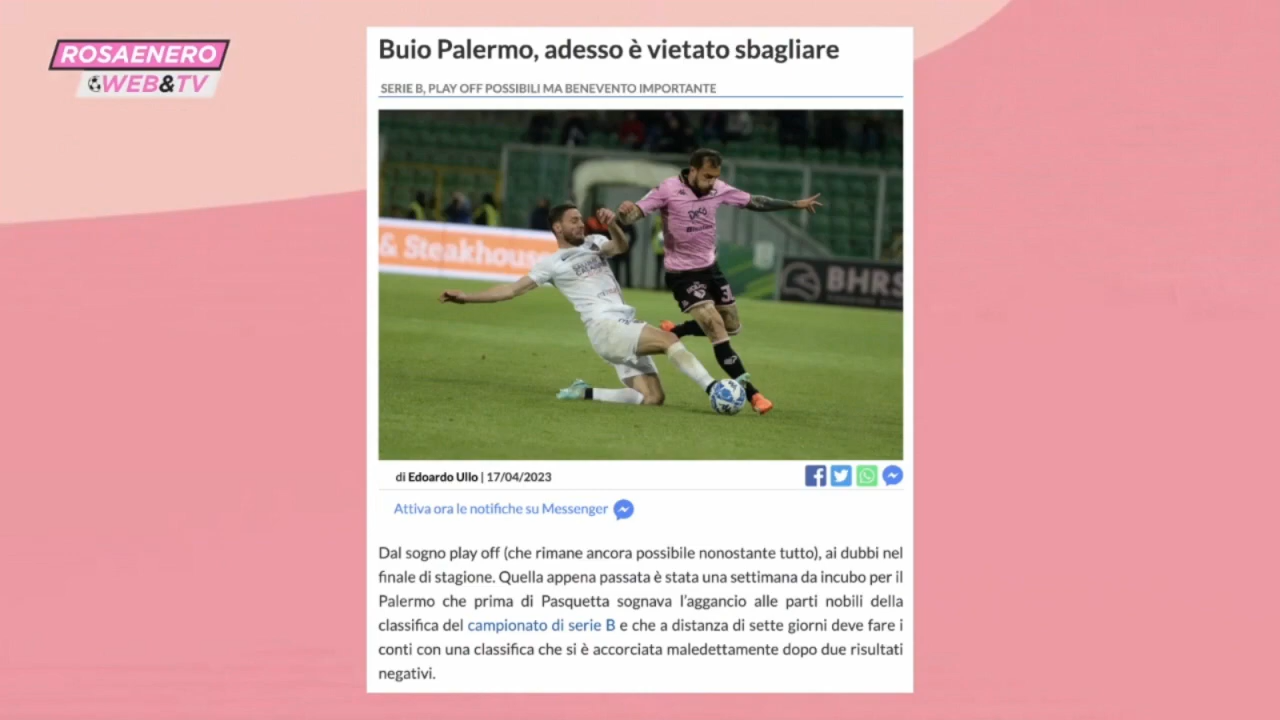 ROSAENERO
WEB&TV
Buio Palermo, adesso è vietato sbagliare
SERIE B, PLAY OFF POSSIBILI MA BENEVENTO IMPORTANTE
& Steakhouse
BHRS
di Edoardo Ullo | 17/04/2023
Attiva ora le notifiche su Messenger
Dal sogno play off (che rimane ancora possibile nonostante tutto), ai dubbi nel
finale di stagione. Quella appena passata è stata una settimana da incubo per il
Palermo che prima di Pasquetta sognava l'aggancio alle parti nobili della
classifica del campionato di serie B e che a distanza di sette giorni deve fare i
conti con una classifica che si è accorciata maledettamente dopo due risultati
negativi.